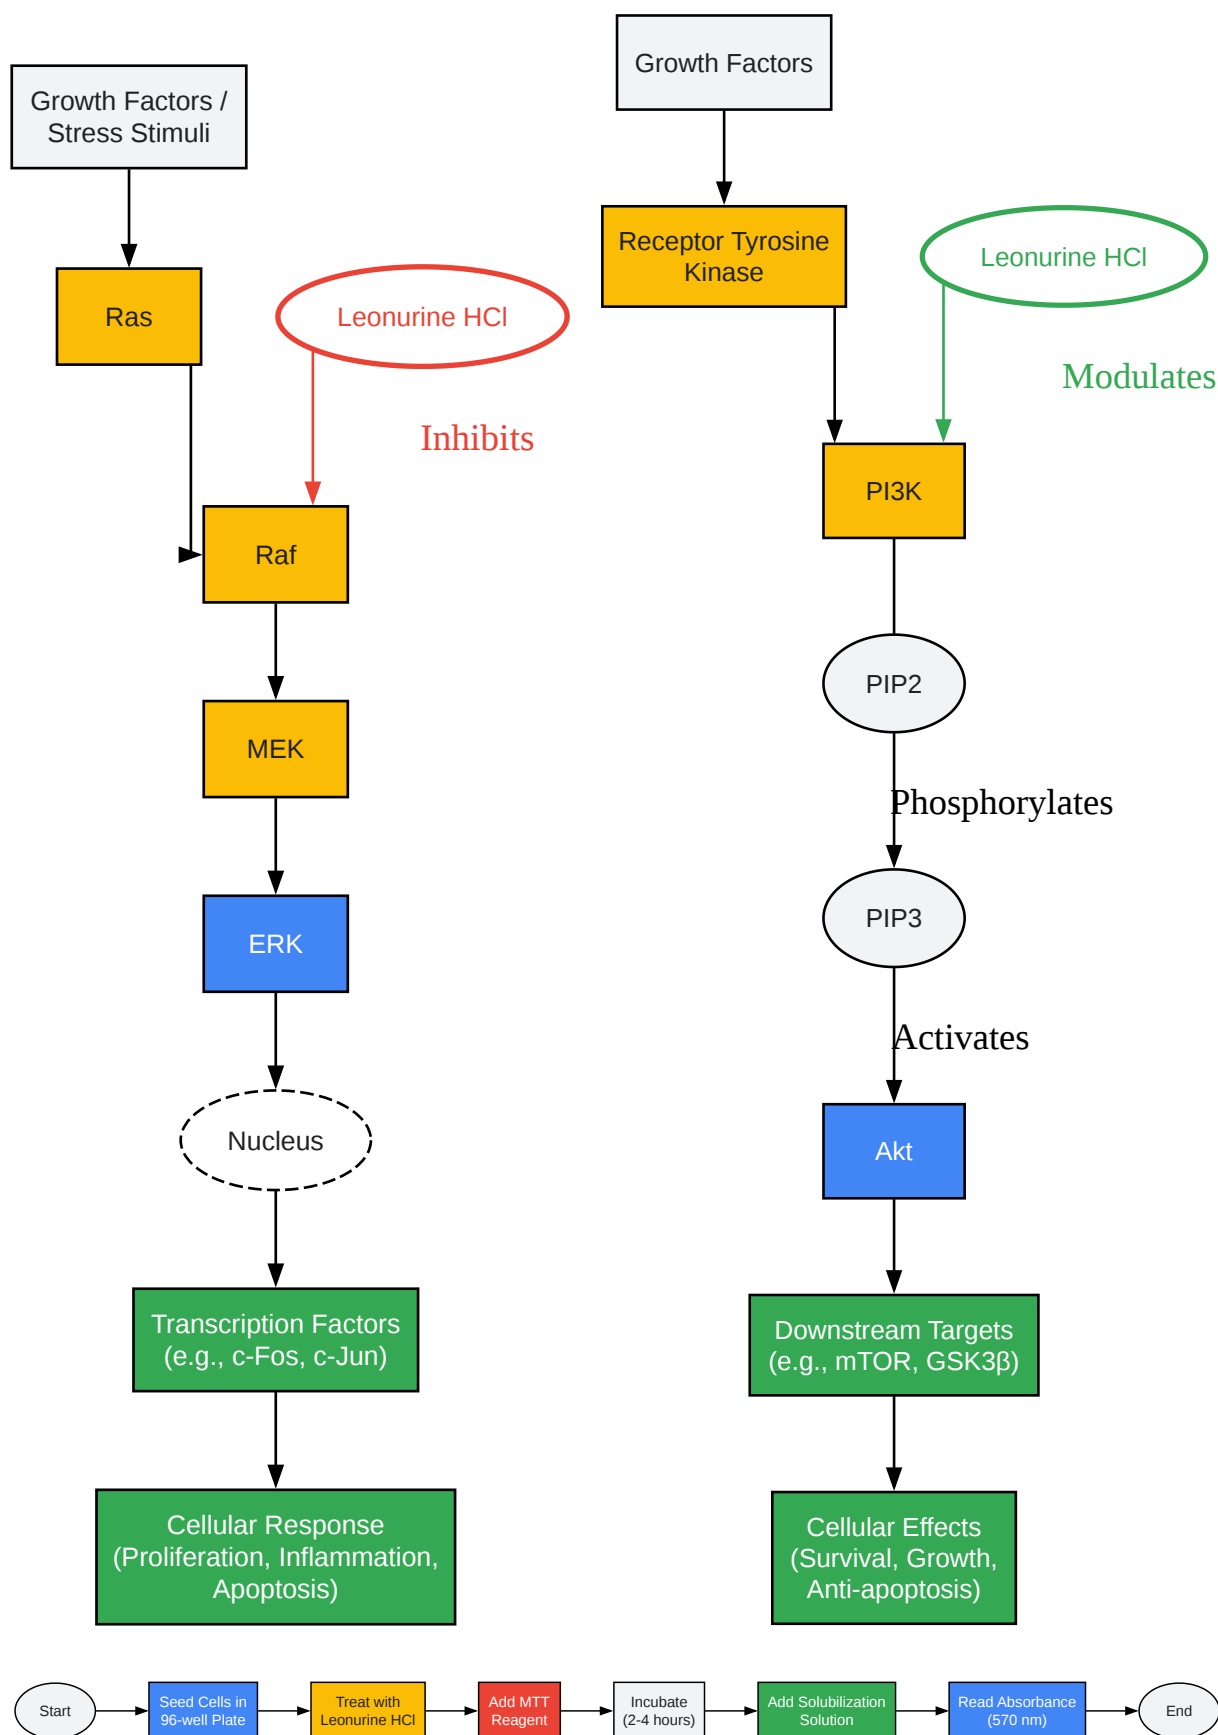 Growth Factors /
Stress Stimuli
Ras
Leonurine HCl
Inhibits
Raf
MEK
ERK
Nucleus
Transcription Factors
(e.g., c-Fos, c-Jun)
Cellular Response
(Proliferation, Inflammation,
Apoptosis)
Growth Factors
Receptor Tyrosine
Kinase
Leonurine HCl
Modulates
PI3K
PIP2
Phosphorylates
PIP3
Activates
Akt
Downstream Targets
(e.g., mTOR, GSK3β)
Cellular Effects
(Survival, Growth,
Anti-apoptosis)
Start
Seed Cells in
96-well Plate
Treat with
Leonurine HCl
Add MTT
Reagent
Incubate
(2-4 hours)
Add Solubilization
Solution
Read Absorbance
(570 nm)
End